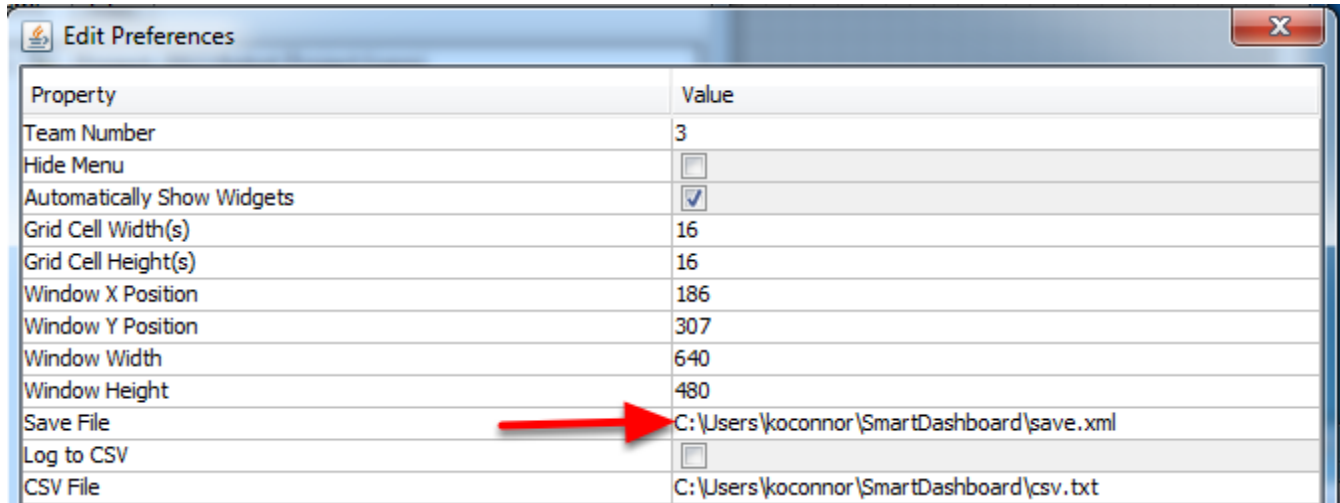 Edit Preferences
Property Value
Team Number 3
Hide Menu
Automatically Show Widgets
Grid Cell Width(s) 16
Grid Cell Height(s) 16
Window X Position 186
Window Y Position 307
Window Width 640
Window Height 480
Save File C:\Users\koconnor\SmartDashboard\save.xml
Log to CSV
CSV File C:\Users\koconnor\SmartDashboard\csv.txt